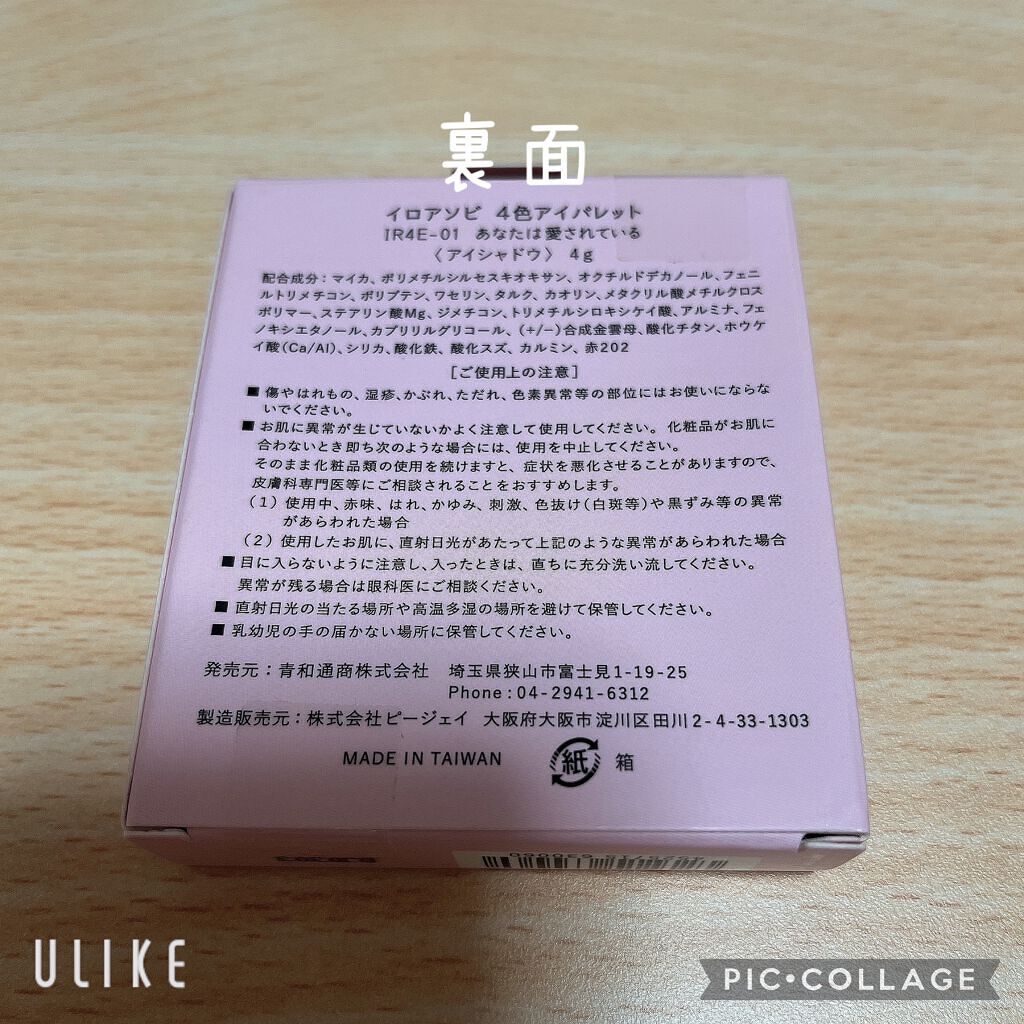 裏面
イロアソビ 4色アイパレット
IR4E-01 あなたは愛されている
〈アイシャドウ〉 4g
配合成分：マイカ、ポリメチルシルセスキオキサン、オクチルドデカノール、フェニ
ルトリメチコン、ポリブテン、ワセリン、タルク、カオリン、メタクリル酸メチルクロス
ポリマー、ステアリン酸Mg、ジメチコン、トリメチルシロキシケイ酸、アルミナ、フェ
ノキシエタノール、カプリリルグリコール、(+/−)合成金雲母、酸化チタン、ホウケ
イ酸(Ca/Al)、シリカ、酸化鉄、酸化スズ、カルミン、赤202
［ご使用上の注意］
■ 傷やはれもの、湿疹、かぶれ、ただれ、色素異常等の部位にはお使いにならな
いでください。
■ お肌に異常が生じていないかよく注意して使用してください。化粧品がお肌に
合わないとき即ち次のような場合には、使用を中止してください。
そのまま化粧品類の使用を続けますと、症状を悪化させることがありますので、
皮膚科専門医等にご相談されることをおすすめします。
（1）使用中、赤味、はれ、かゆみ、刺激、色抜け(白斑等)や黒ずみ等の異常
があらわれた場合
（2）使用したお肌に、直射日光があたって上記のような異常があらわれた場合
■ 目に入らないように注意し、入ったときは、直ちに充分洗い流してください。
異常が残る場合は眼科医にご相談ください。
■ 直射日光の当たる場所や高温多湿の場所を避けて保管してください。
■ 乳幼児の手の届かない場所に保管してください。
発売元：青和通商株式会社 埼玉県狭山市富士見1-19-25
Phone：04-2941-6312
製造販売元：株式会社ピージェイ 大阪府大阪市淀川区田川2-4-33-1303
MADE IN TAIWAN 紙 箱
ULIKE
PIC•COLLAGE